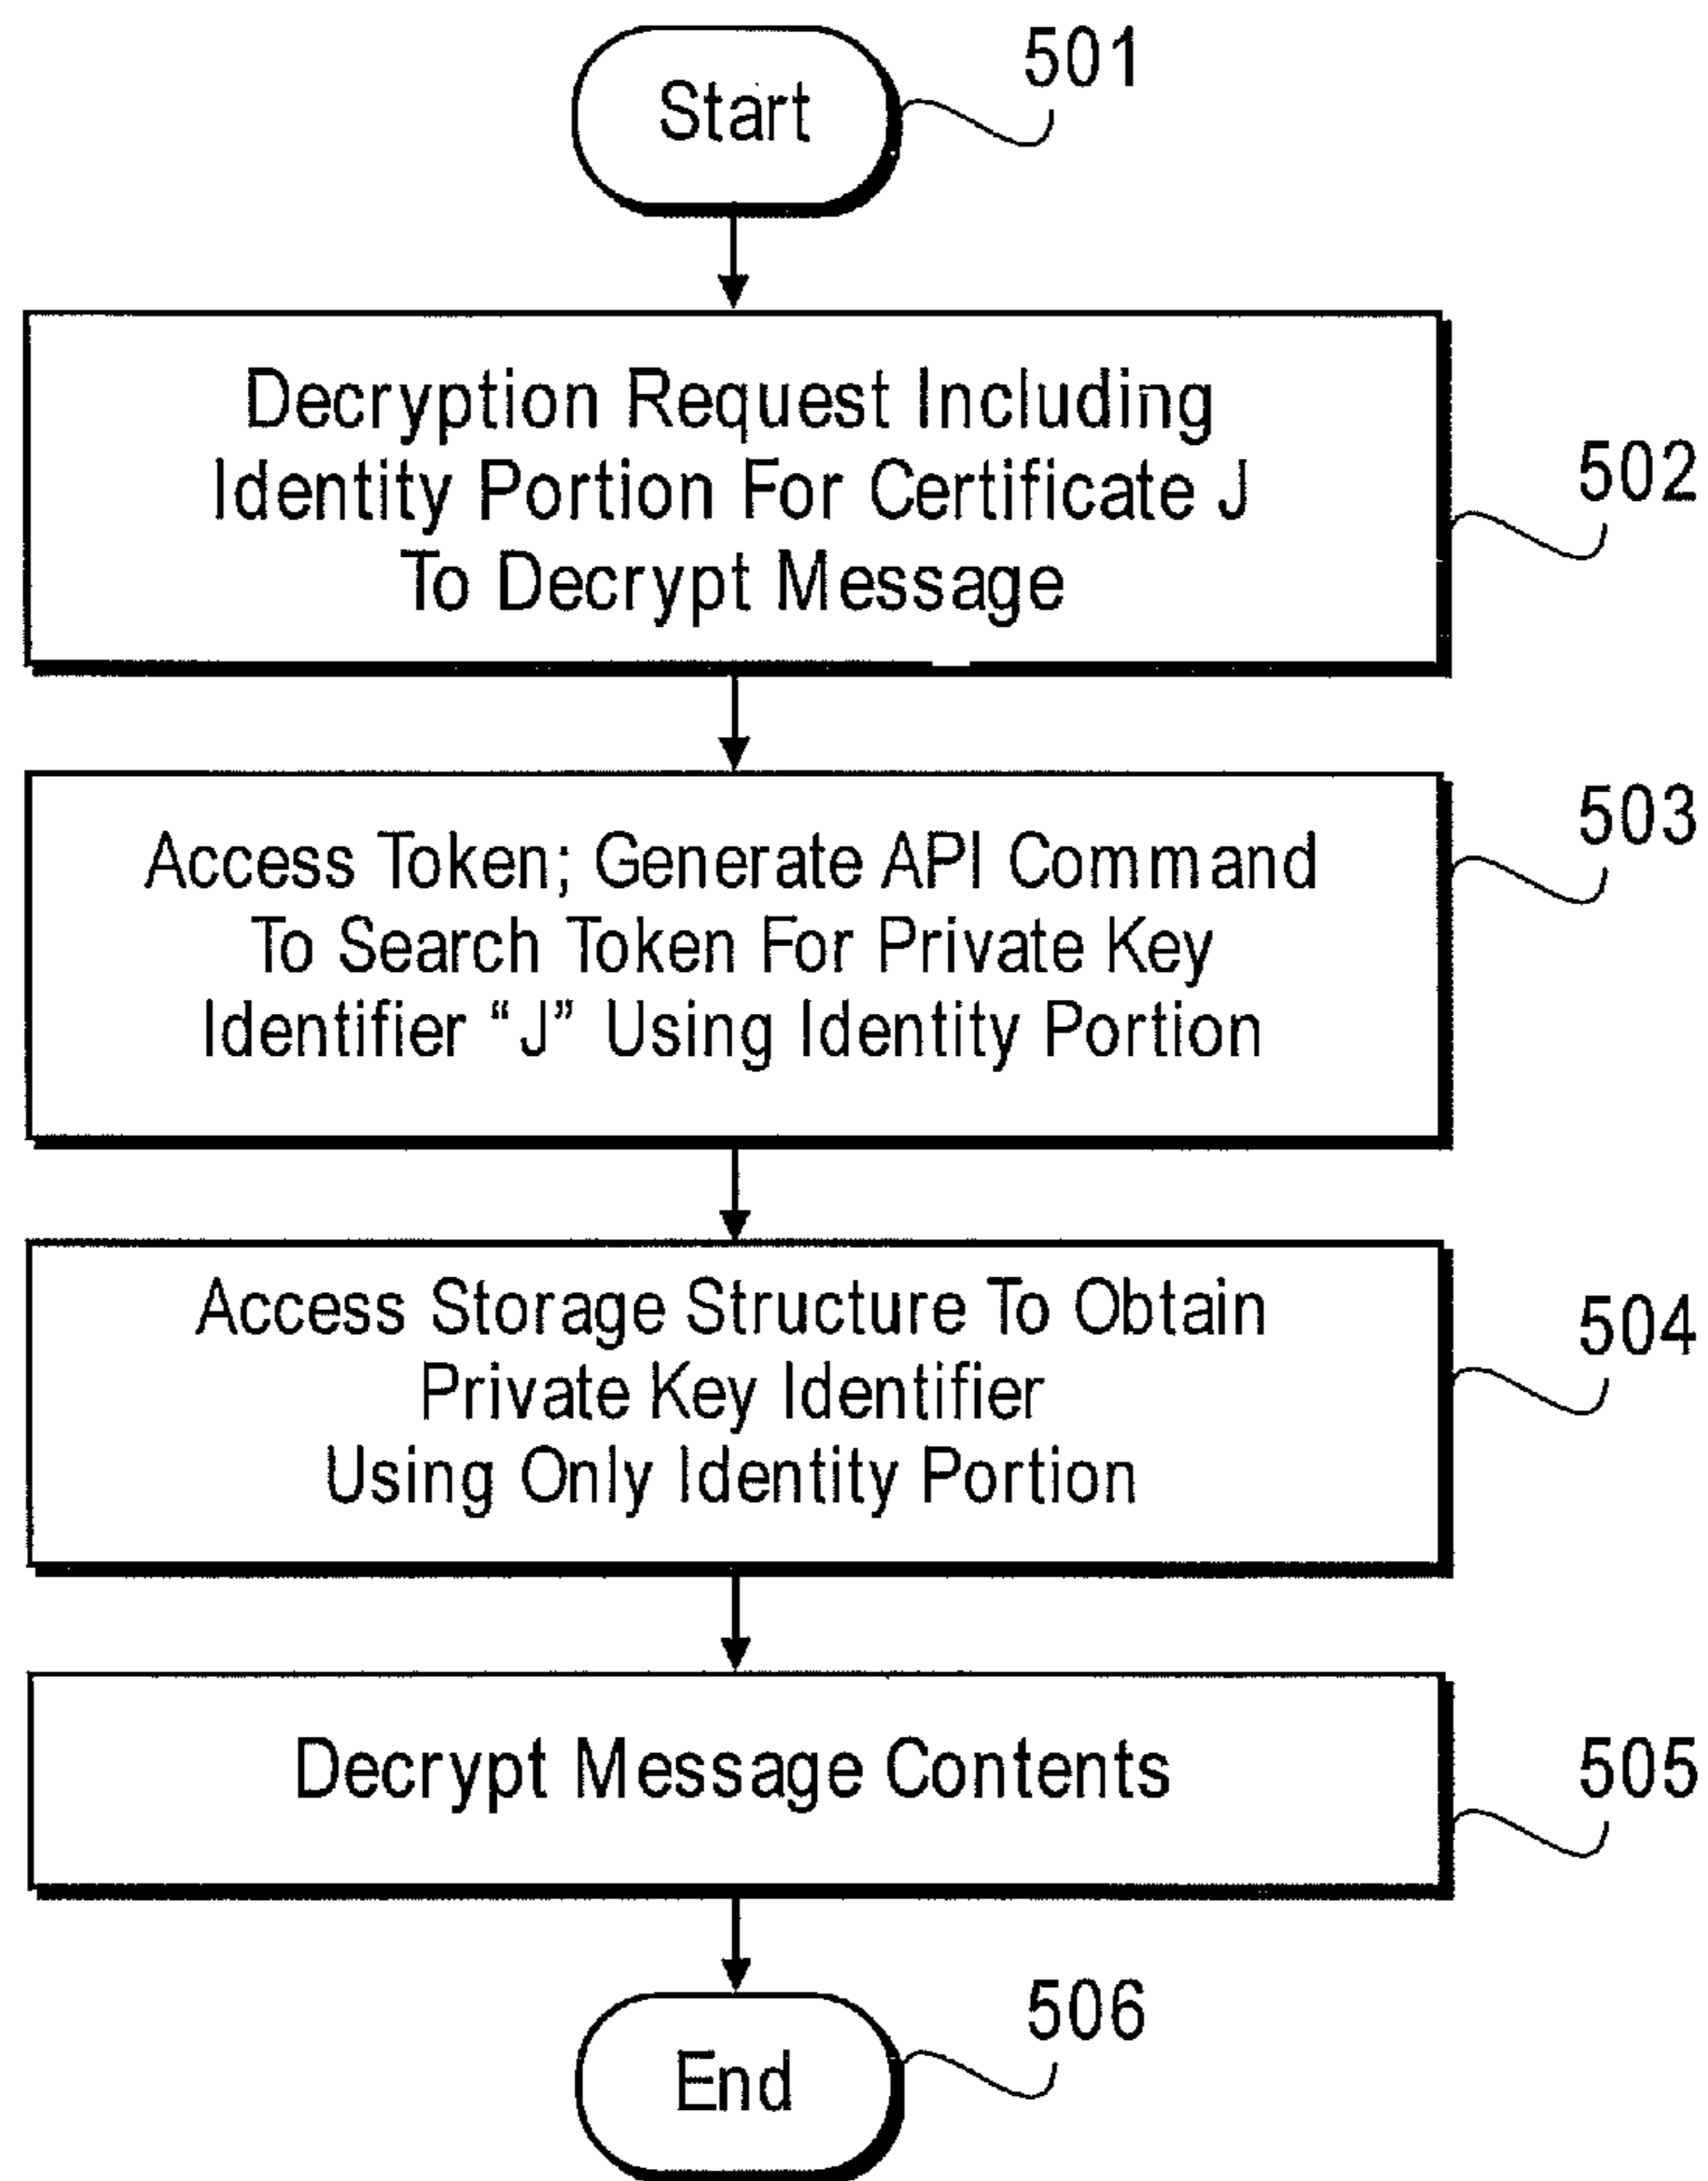 Start
501
Decryption Request Including
Identity Portion For Certificate J
To Decrypt Message
502
Access Token; Generate API Command
To Search Token For Private Key
Identifier “J” Using Identity Portion
503
Access Storage Structure To Obtain
Private Key Identifier
Using Only Identity Portion
504
Decrypt Message Contents
505
End
506